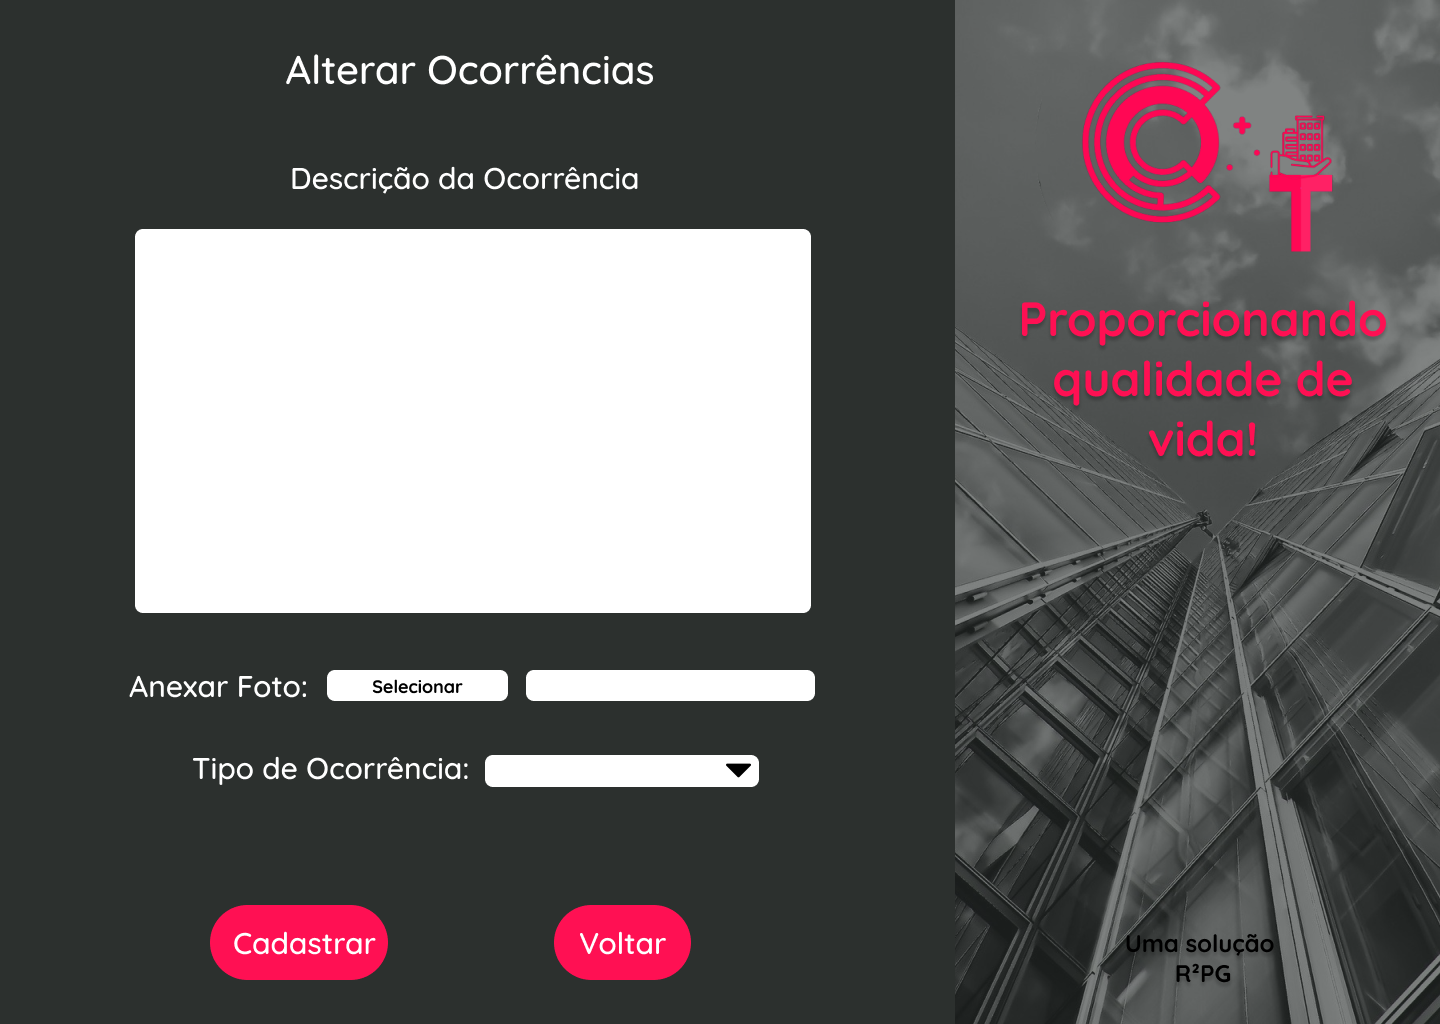 Alterar Ocorrências
Descrição da Ocorrência
Anexar Foto:
Selecionar
Tipo de Ocorrência:
Cadastrar
Voltar
C T
Proporcionando
qualidade de
vida!
Uma solução
R²PG